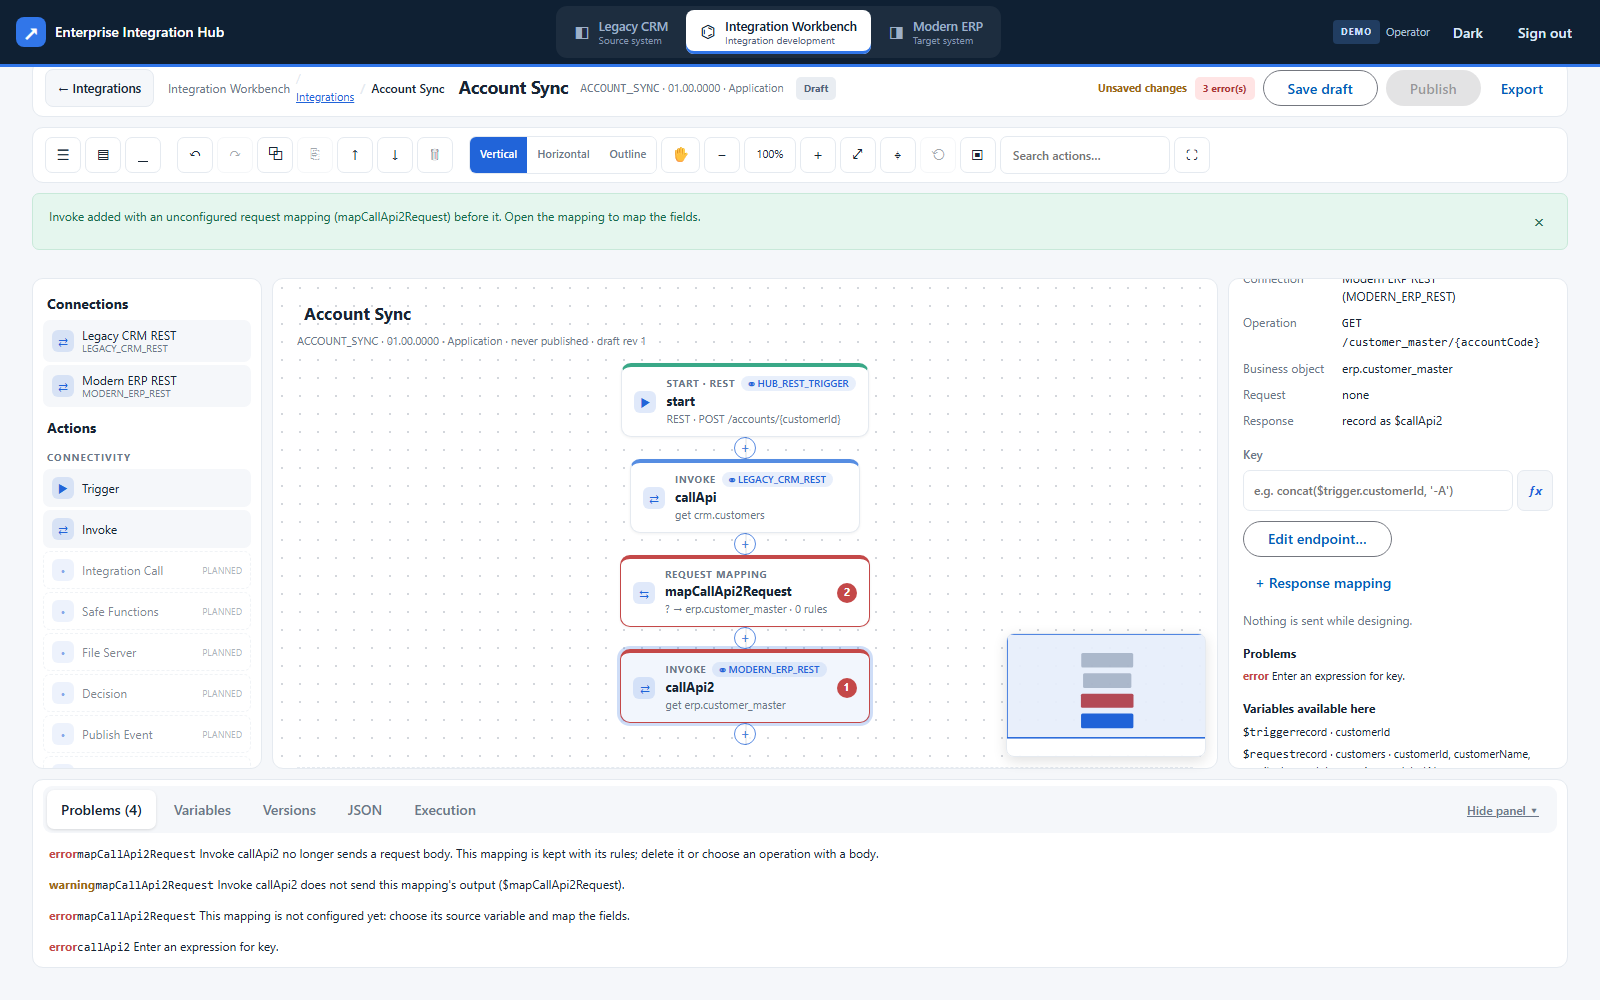 Enterprise Integration Hub
Legacy CRM
Source system
Integration Workbench
Integration development
Modern ERP
Target system
DEMO
Operator
Dark
Sign out
← Integrations
Integration Workbench
/
Integrations
/
Account Sync
Account Sync
ACCOUNT_SYNC · 01.00.0000 · Application
Draft
Unsaved changes
3 error(s)
Save draft
Publish
Export
Vertical
Horizontal
Outline
100%
Search actions...
Invoke added with an unconfigured request mapping (mapCallApi2Request) before it. Open the mapping to map the fields.
Connections
Legacy CRM REST
LEGACY_CRM_REST
Modern ERP REST
MODERN_ERP_REST
Actions
CONNECTIVITY
Trigger
Invoke
Integration Call PLANNED
Safe Functions PLANNED
File Server PLANNED
Decision PLANNED
Publish Event PLANNED
Account Sync
ACCOUNT_SYNC · 01.00.0000 · Application · never published · draft rev 1
START · REST HUB_REST_TRIGGER
start
REST · POST /accounts/{customerId}
INVOKE LEGACY_CRM_REST
callApi
get crm.customers
REQUEST MAPPING
mapCallApi2Request
2
? → erp.customer_master · 0 rules
INVOKE MODERN_ERP_REST
callApi2
1
get erp.customer_master
Connection Modern ERP REST
(MODERN_ERP_REST)
Operation GET
/customer_master/{accountCode}
Business object erp.customer_master
Request none
Response record as $callApi2
Key
e.g. concat($trigger.customerId, '-A')
fx
Edit endpoint...
+ Response mapping
Nothing is sent while designing.
Problems
error Enter an expression for key.
Variables available here
$triggerrecord · customerId
$requestrecord · customers · customerId, customerName,
Problems (4)
Variables
Versions
JSON
Execution
Hide panel ▾
errormapCallApi2Request Invoke callApi2 no longer sends a request body. This mapping is kept with its rules; delete it or choose an operation with a body.
warningmapCallApi2Request Invoke callApi2 does not send this mapping's output ($mapCallApi2Request).
errormapCallApi2Request This mapping is not configured yet: choose its source variable and map the fields.
errorcallApi2 Enter an expression for key.